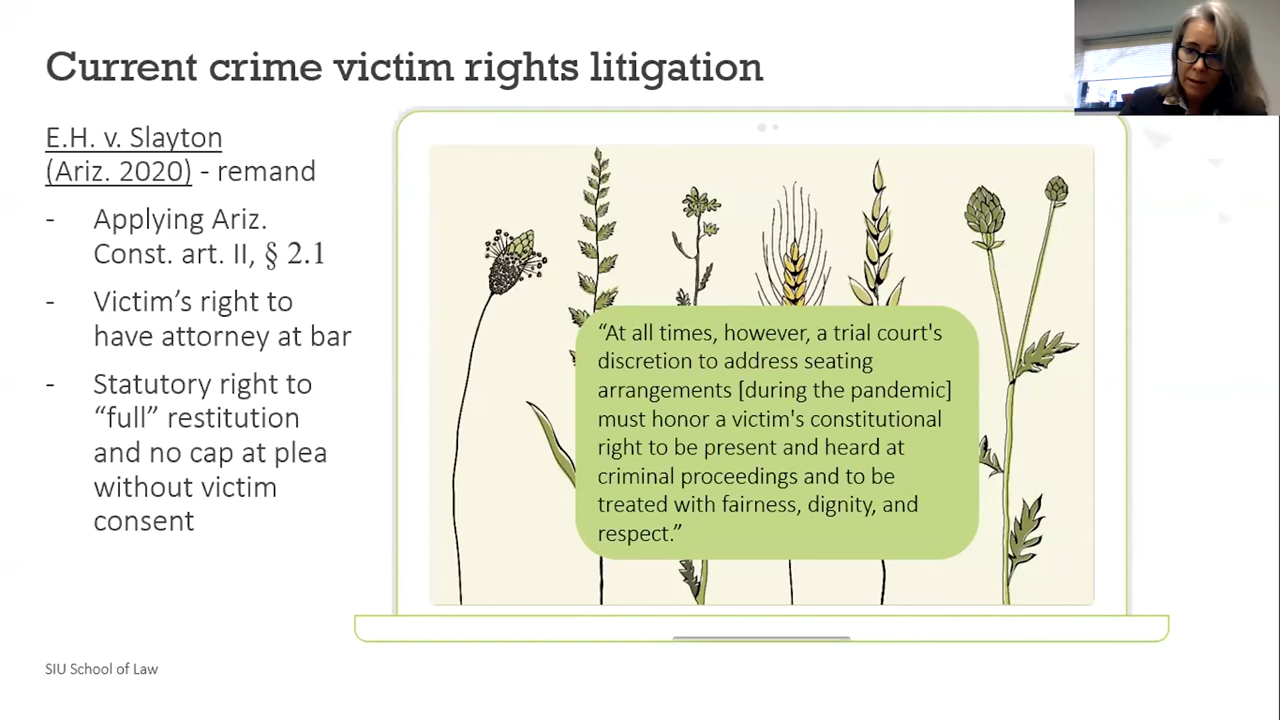 Current crime victim rights litigation
E.H. v. Slayton
(Ariz. 2020) - remand
- Applying Ariz.
Const. art. II, § 2.1
- Victim’s right to
have attorney at bar
- Statutory right to
“full” restitution
and no cap at plea
without victim
consent
“At all times, however, a trial court's
discretion to address seating
arrangements [during the pandemic]
must honor a victim's constitutional
right to be present and heard at
criminal proceedings and to be
treated with fairness, dignity, and
respect.”
SIU School of Law